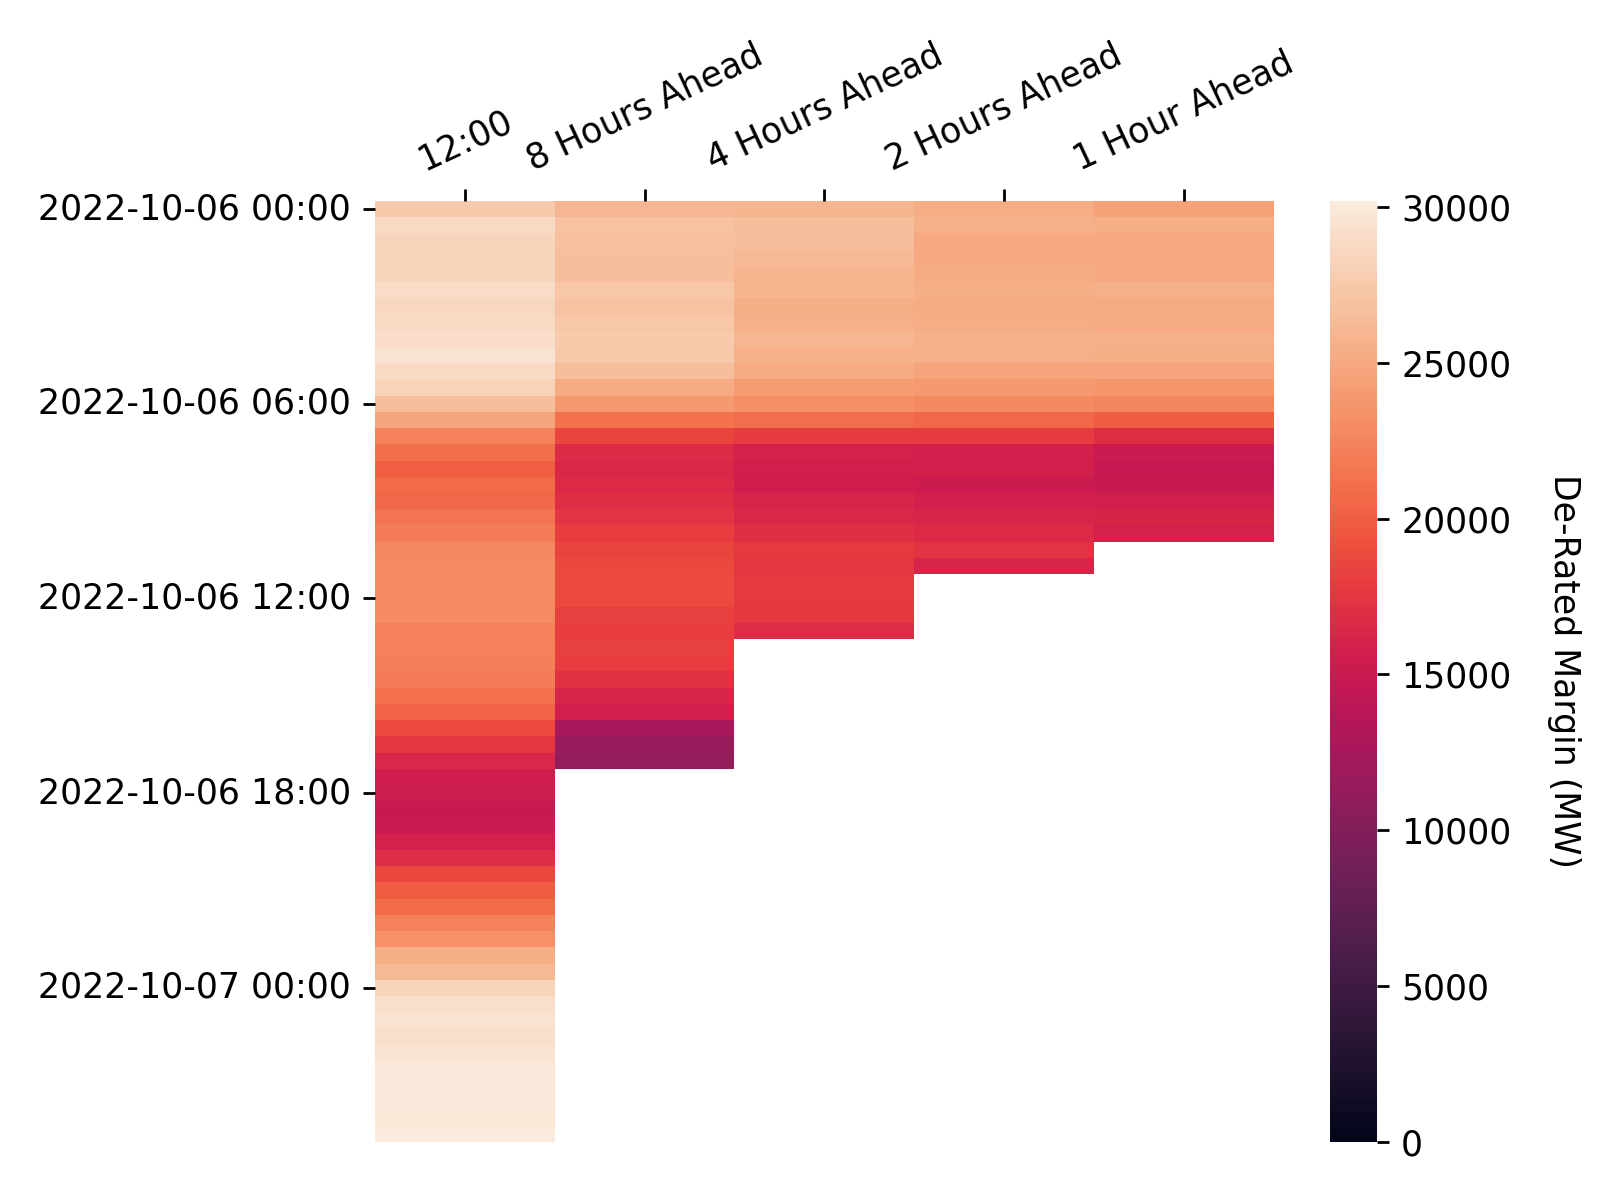 12:00
8 Hours Ahead
4 Hours Ahead
2 Hours Ahead
1 Hour Ahead
2022-10-06 00:00
2022-10-06 06:00
2022-10-06 12:00
2022-10-06 18:00
2022-10-07 00:00
30000
25000
20000
15000
10000
5000
0
De-Rated Margin (MW)